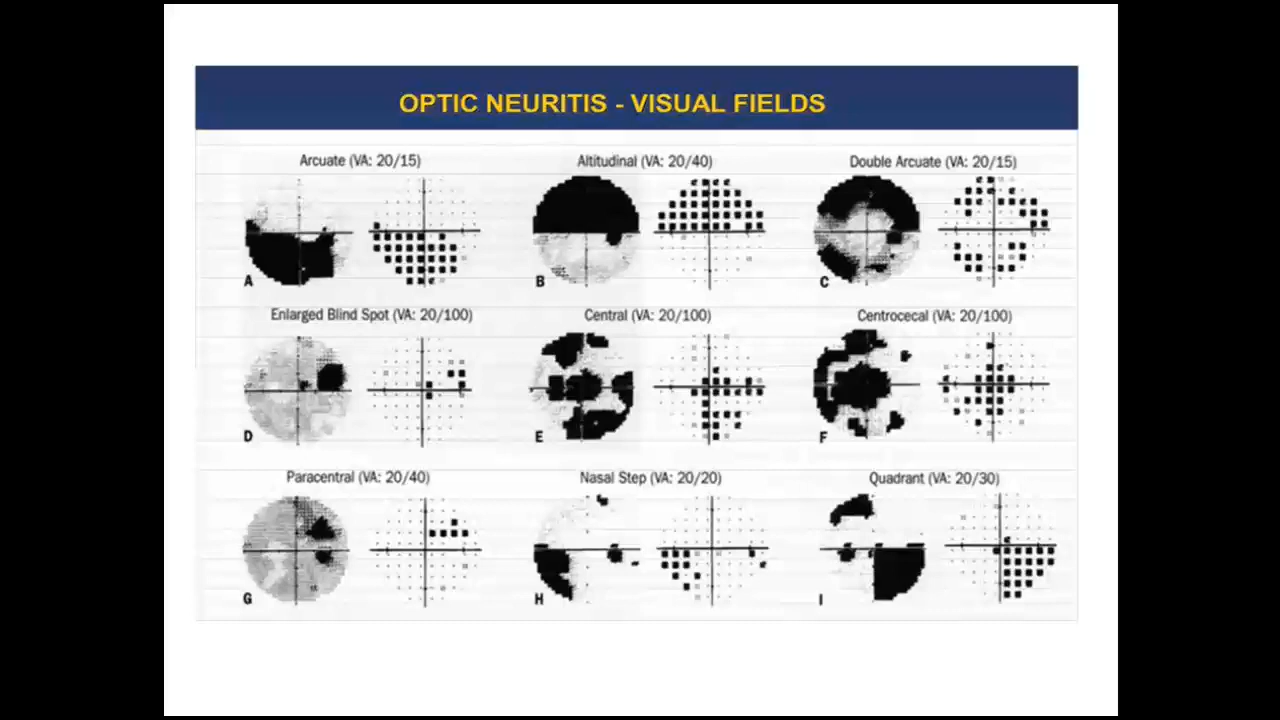 OPTIC NEURITIS - VISUAL FIELDS
Arcuate (VA: 20/15)
Altitudinal (VA: 20/40)
Double Arcuate (VA: 20/15)
A
B
C
Enlarged Blind Spot (VA: 20/100)
Central (VA: 20/100)
Centrocecal (VA: 20/100)
D
E
F
Paracentral (VA: 20/40)
Nasal Step (VA: 20/20)
Quadrant (VA: 20/30)
G
H
I